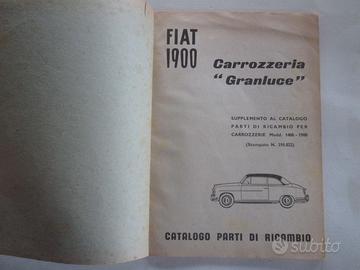 FIAT
1900
Carrozzeria
"Granluce"
SUPPLEMENTO AL CATALOGO
PARTI DI RICAMBIO PER
CARROZZERIE Mod. 1400 - 1900
(Stampato N. 210.822)
CATALOGO PARTI DI RICAMBIO
subito